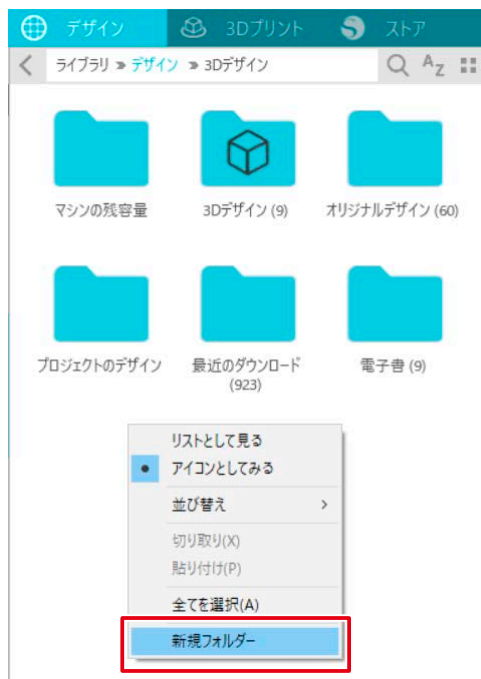 デザイン 3Dプリント ストア
ライブラリ » デザイン » 3Dデザイン AZ
マシンの残容量 3Dデザイン (9) オリジナルデザイン (60)
プロジェクトのデザイン 最近のダウンロード 電子書 (9)
(923)
リストとして見る
アイコンとしてみる
並び替え
切り取り(X)
貼り付け(P)
全てを選択(A)
新規フォルダー